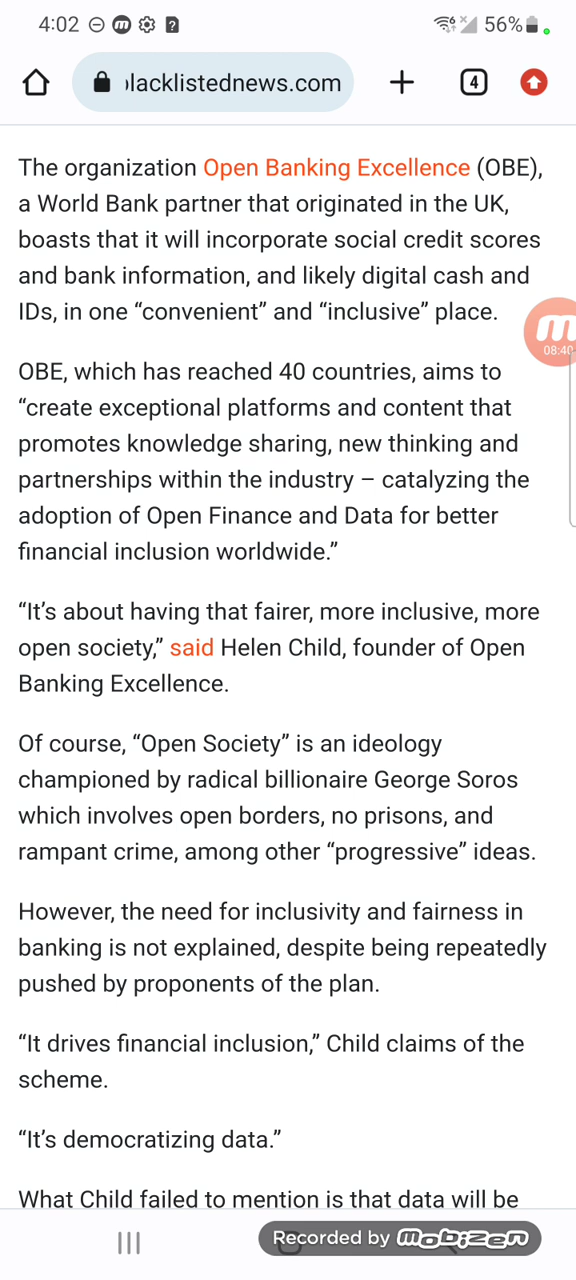 4:02 56%
lacklistednews.com 4
The organization Open Banking Excellence (OBE),
a World Bank partner that originated in the UK,
boasts that it will incorporate social credit scores
and bank information, and likely digital cash and
IDs, in one “convenient” and “inclusive” place.
08:40
OBE, which has reached 40 countries, aims to
“create exceptional platforms and content that
promotes knowledge sharing, new thinking and
partnerships within the industry – catalyzing the
adoption of Open Finance and Data for better
financial inclusion worldwide.”
“It’s about having that fairer, more inclusive, more
open society,” said Helen Child, founder of Open
Banking Excellence.
Of course, “Open Society” is an ideology
championed by radical billionaire George Soros
which involves open borders, no prisons, and
rampant crime, among other “progressive” ideas.
However, the need for inclusivity and fairness in
banking is not explained, despite being repeatedly
pushed by proponents of the plan.
“It drives financial inclusion,” Child claims of the
scheme.
“It’s democratizing data.”
What Child failed to mention is that data will be
Recorded by mobizen